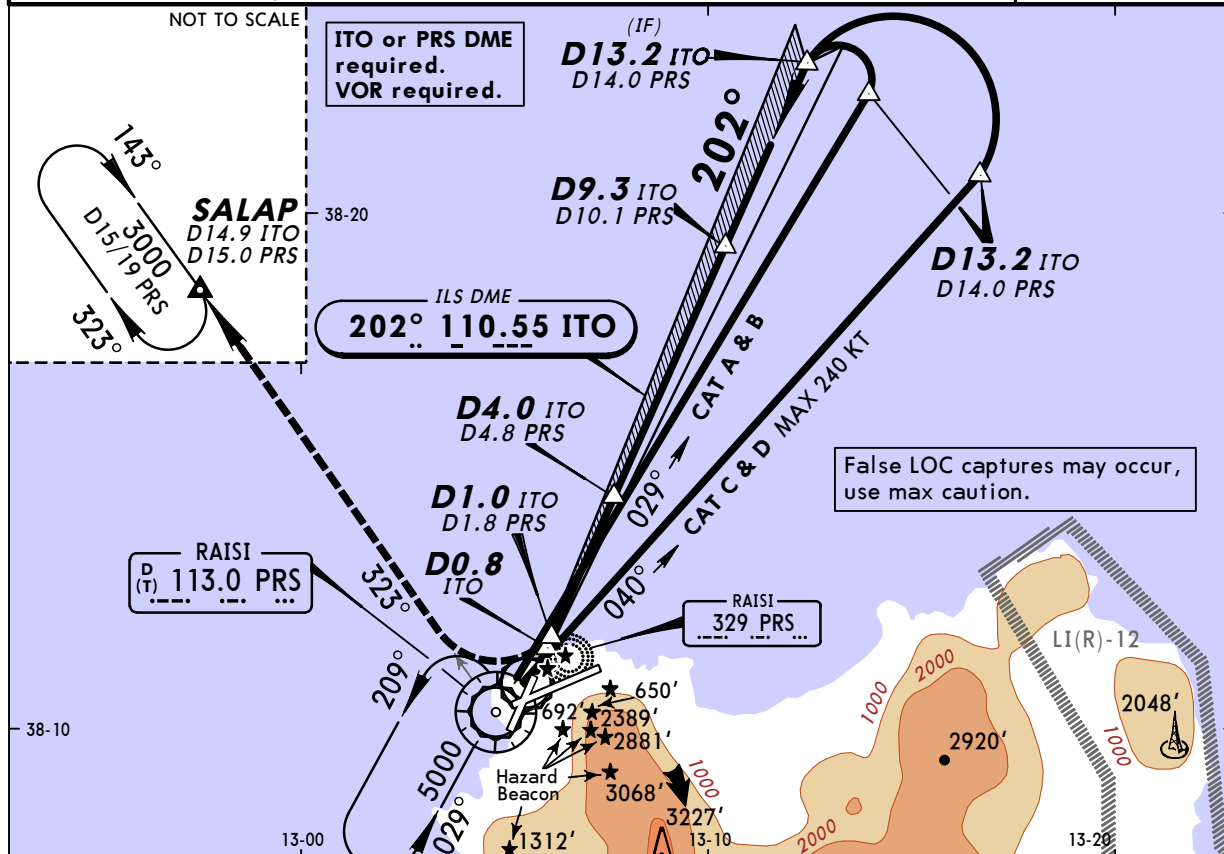 NOT TO SCALE
ITO or PRS DME
required.
VOR required.
(IF)
D13.2 ITO
D14.0 PRS
202°
143°
3000
D15/19 PRS
323°
SALAP
D14.9 ITO
D15.0 PRS
38-20
D9.3 ITO
D10.1 PRS
D13.2 ITO
D14.0 PRS
ILS DME
202° 110.55 ITO
CAT A & B
029°
CAT C & D MAX 240 KT
040°
D4.0 ITO
D4.8 PRS
False LOC captures may occur,
use max caution.
D1.0 ITO
D1.8 PRS
RAISI
D
(T) 113.0 PRS
323°
D0.8
ITO
RAISI
329 PRS
LI(R)-12
209°
5000
029°
38-10
650'
692'
2389'
2881'
Hazard
Beacon
3068'
3227'
1312'
1000
2000
1000
2000
2920'
2048'
1000
13-00
13-10
13-20